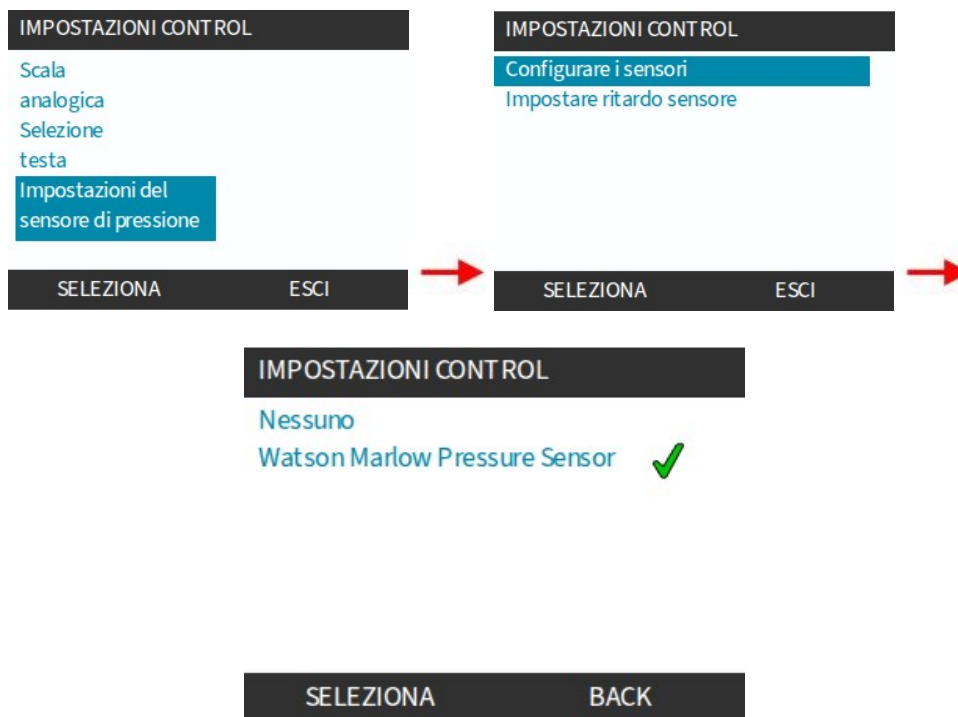 IMPOSTAZIONI CONTROL
Scala
analogica
Selezione
testa
Impostazioni del
sensore di pressione
SELEZIONA ESCI
IMPOSTAZIONI CONTROL
Configurare i sensori
Impostare ritardo sensore
SELEZIONA ESCI
IMPOSTAZIONI CONTROL
Nessuno
Watson Marlow Pressure Sensor
SELEZIONA BACK